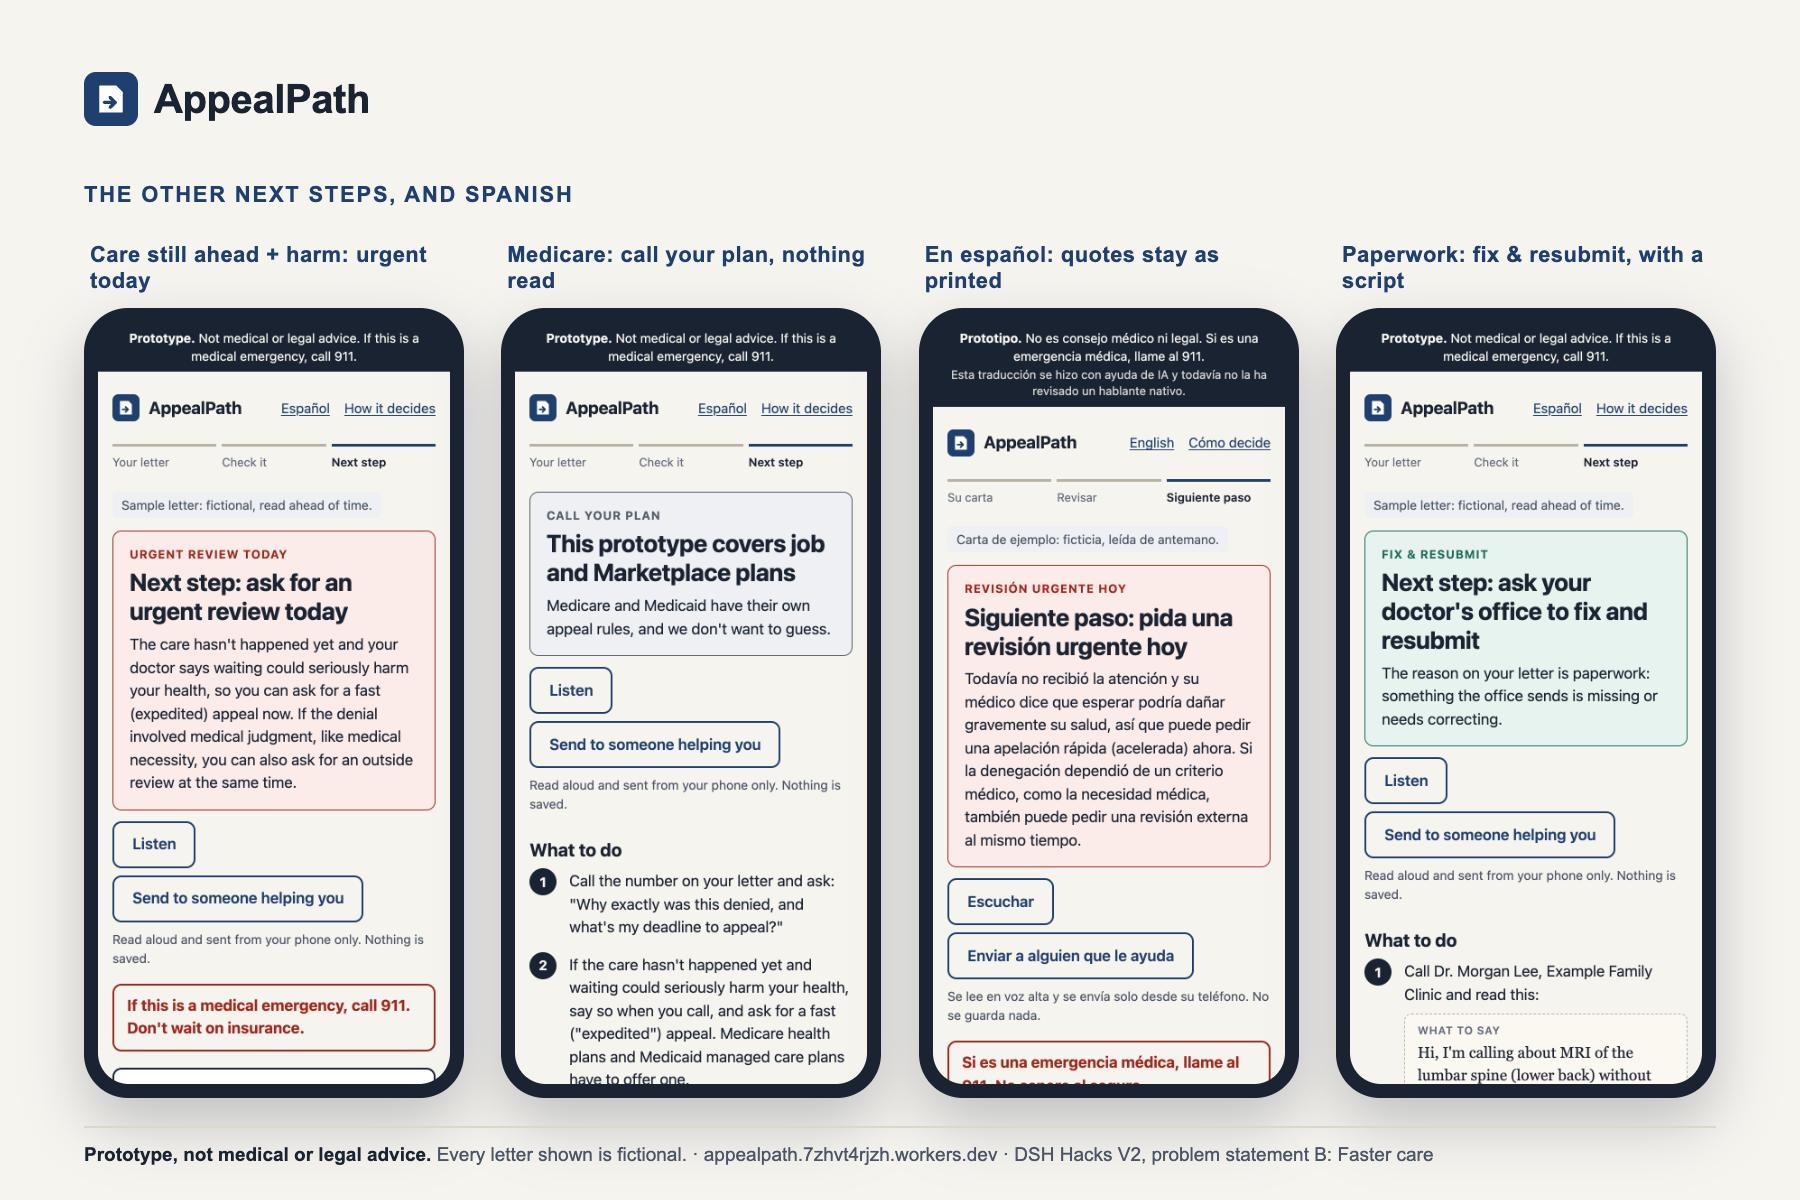 AppealPath
THE OTHER NEXT STEPS, AND SPANISH
Care still ahead + harm: urgent
today
Prototype. Not medical or legal advice. If this is a
medical emergency, call 911.
AppealPath Español How it decides
Your letter Check it Next step
Sample letter: fictional, read ahead of time.
URGENT REVIEW TODAY
Next step: ask for an
urgent review today
The care hasn't happened yet and your
doctor says waiting could seriously harm
your health, so you can ask for a fast
(expedited) appeal now. If the denial
involved medical judgment, like medical
necessity, you can also ask for an outside
review at the same time.
Listen
Send to someone helping you
Read aloud and sent from your phone only. Nothing is
saved.
If this is a medical emergency, call 911.
Don't wait on insurance.
Medicare: call your plan, nothing
read
Prototype. Not medical or legal advice. If this is a
medical emergency, call 911.
AppealPath Español How it decides
Your letter Check it Next step
CALL YOUR PLAN
This prototype covers job
and Marketplace plans
Medicare and Medicaid have their own
appeal rules, and we don't want to guess.
Listen
Send to someone helping you
Read aloud and sent from your phone only. Nothing is
saved.
What to do
1 Call the number on your letter and ask:
"Why exactly was this denied, and
what's my deadline to appeal?"
2 If the care hasn't happened yet and
waiting could seriously harm your health,
say so when you call, and ask for a fast
("expedited") appeal. Medicare health
plans and Medicaid managed care plans
have to offer one.
En español: quotes stay as
printed
Prototipo. No es consejo médico ni legal. Si es una
emergencia médica, llame al 911.
Esta traducción se hizo con ayuda de IA y todavía no la ha
revisado un hablante nativo.
AppealPath English Cómo decide
Su carta Revisar Siguiente paso
Carta de ejemplo: ficticia, leída de antemano.
REVISIÓN URGENTE HOY
Siguiente paso: pida una
revisión urgente hoy
Todavía no recibió la atención y su
médico dice que esperar podría dañar
gravemente su salud, así que puede pedir
una apelación rápida (acelerada) ahora. Si
la denegación dependió de un criterio
médico, como la necesidad médica,
también puede pedir una revisión externa
al mismo tiempo.
Escuchar
Enviar a alguien que le ayuda
Se lee en voz alta y se envía solo desde su teléfono. No
se guarda nada.
Si es una emergencia médica, llame al
911. No espere al seguro.
Paperwork: fix & resubmit, with a
script
Prototype. Not medical or legal advice. If this is a
medical emergency, call 911.
AppealPath Español How it decides
Your letter Check it Next step
Sample letter: fictional, read ahead of time.
FIX & RESUBMIT
Next step: ask your
doctor's office to fix and
resubmit
The reason on your letter is paperwork:
something the office sends is missing or
needs correcting.
Listen
Send to someone helping you
Read aloud and sent from your phone only. Nothing is
saved.
What to do
1 Call Dr. Morgan Lee, Example Family
Clinic and read this:
WHAT TO SAY
Hi, I'm calling about MRI of the
lumbar spine (lower back) without
Prototype, not medical or legal advice. Every letter shown is fictional. · appealpath.7zhvt4rjzh.workers.dev · DSH Hacks V2, problem statement B: Faster care